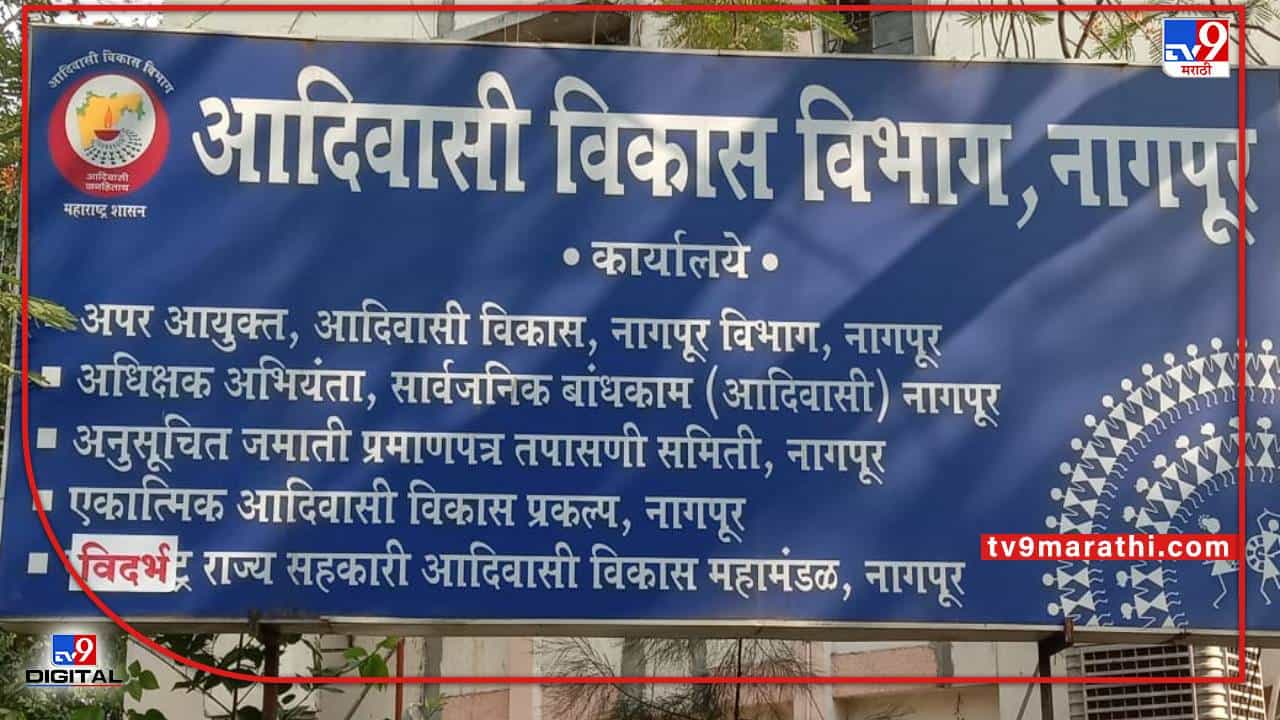 TV9
मराठी
आदिवासी विकास विभाग
आदिवासी
जनहिताय
महाराष्ट्र शासन
आदिवासी विकास विभाग, नागपूर
• कार्यालये •
अपर आयुक्त, आदिवासी विकास, नागपूर विभाग, नागपूर
अधिक्षक अभियंता, सार्वजनिक बांधकाम (आदिवासी) नागपूर
अनुसूचित जमाती प्रमाणपत्र तपासणी समिती, नागपूर
एकात्मिक आदिवासी विकास प्रकल्प, नागपूर
विदर्भ राज्य सहकारी आदिवासी विकास महामंडळ, नागपूर
tv9marathi.com
TV9
DIGITAL